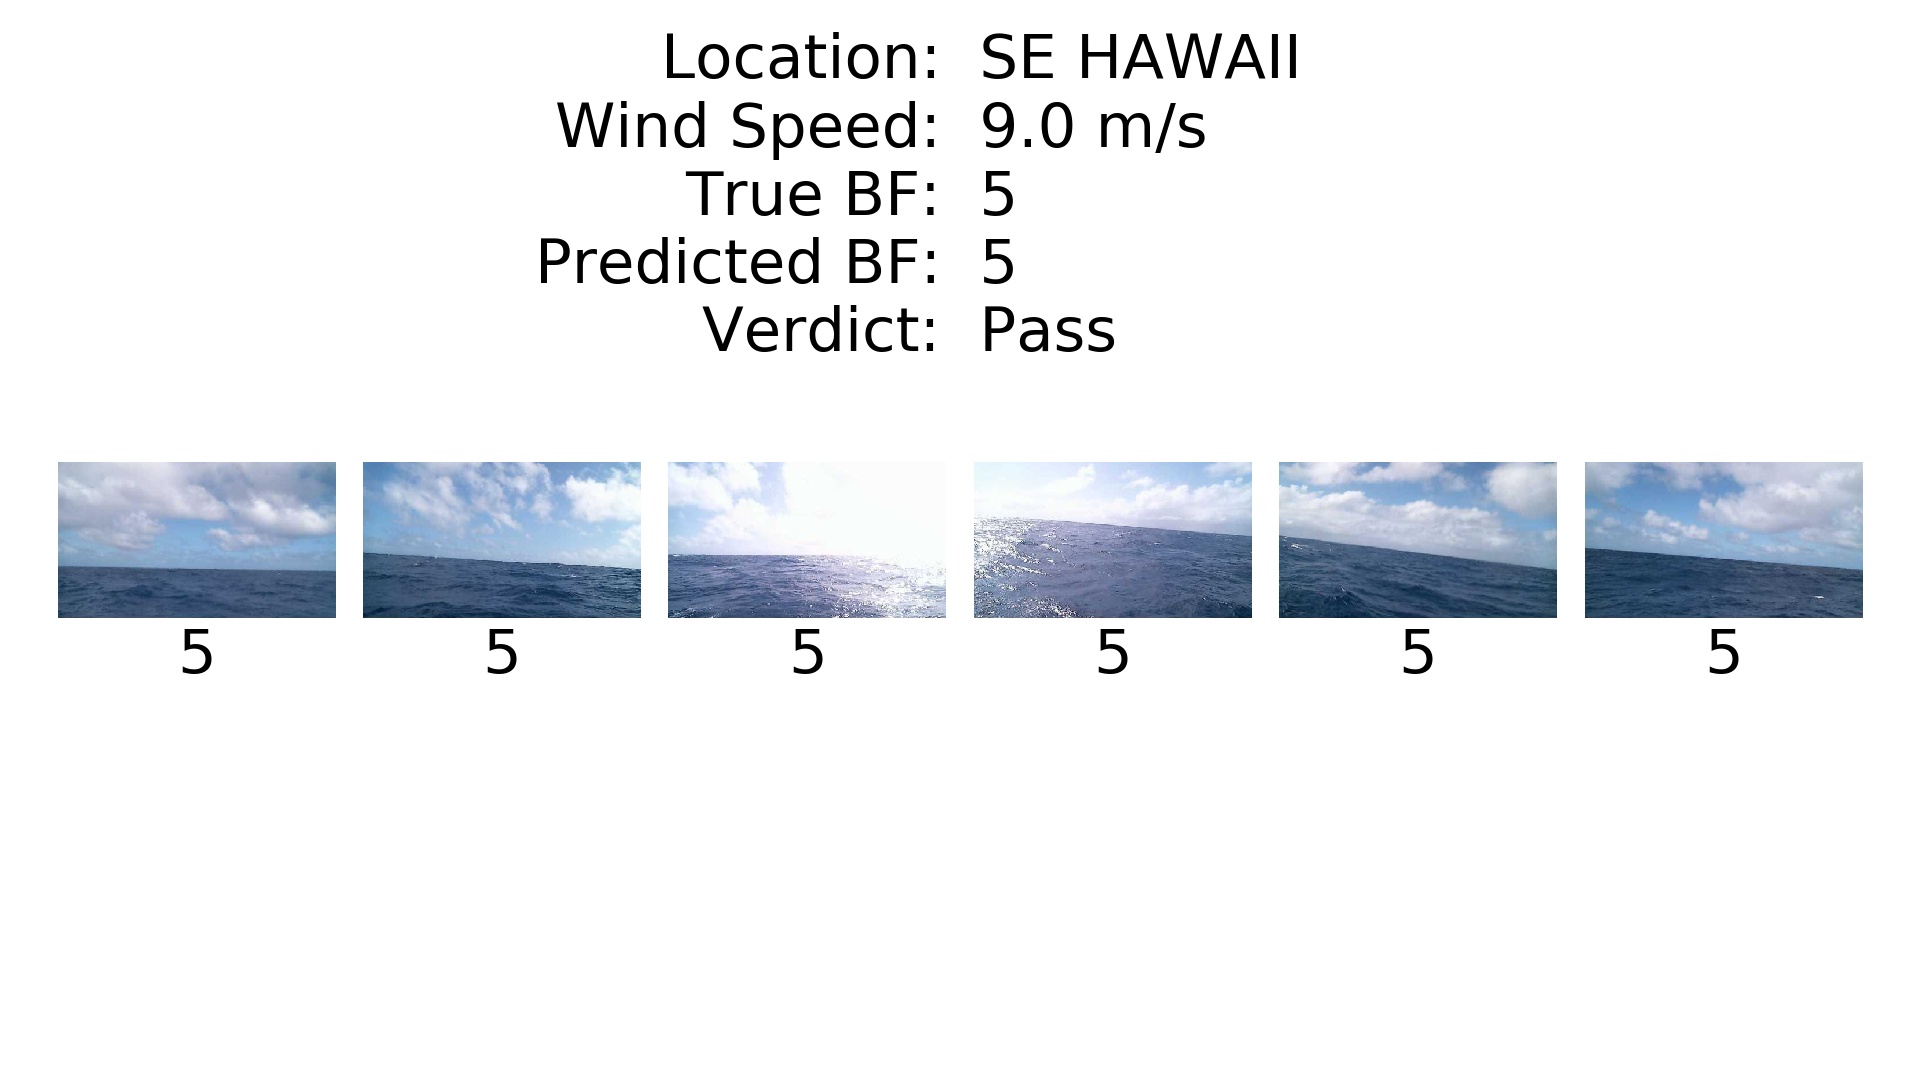 Location: SE HAWAII
Wind Speed: 9.0 m/s
True BF: 5
Predicted BF: 5
Verdict: Pass
5 5 5 5 5 5